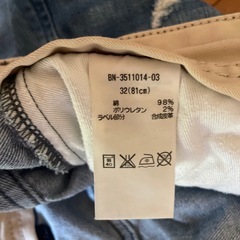 BN-3511014-03
32(81cm)
綿 98%
ポリウレタン 2%
ラベル部分 合成皮革